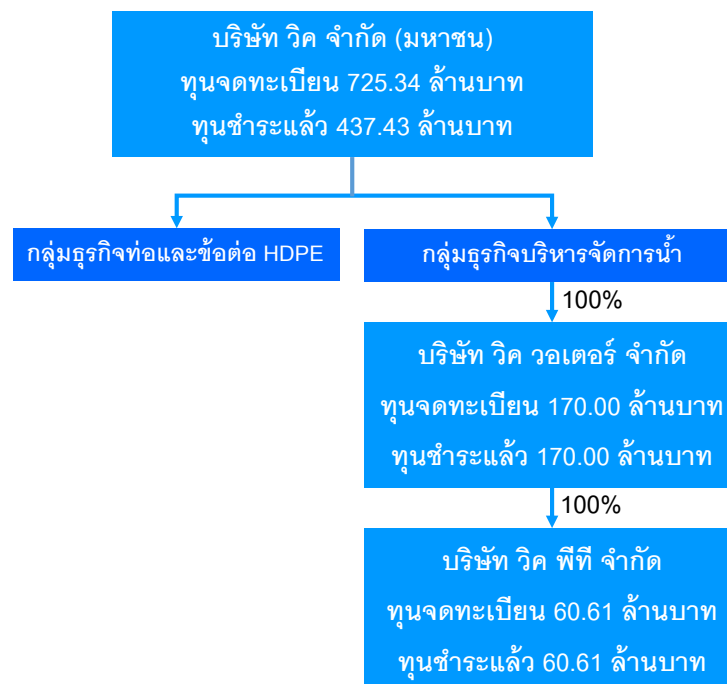 บริษัท วิค จำกัด (มหาชน)
ทุนจดทะเบียน 725.34 ล้านบาท
ทุนชำระแล้ว 437.43 ล้านบาท
กลุ่มธุรกิจท่อและข้อต่อ HDPE
กลุ่มธุรกิจบริหารจัดการน้ำ
100%
บริษัท วิค วอเตอร์ จำกัด
ทุนจดทะเบียน 170.00 ล้านบาท
ทุนชำระแล้ว 170.00 ล้านบาท
100%
บริษัท วิค พีที จำกัด
ทุนจดทะเบียน 60.61 ล้านบาท
ทุนชำระแล้ว 60.61 ล้านบาท